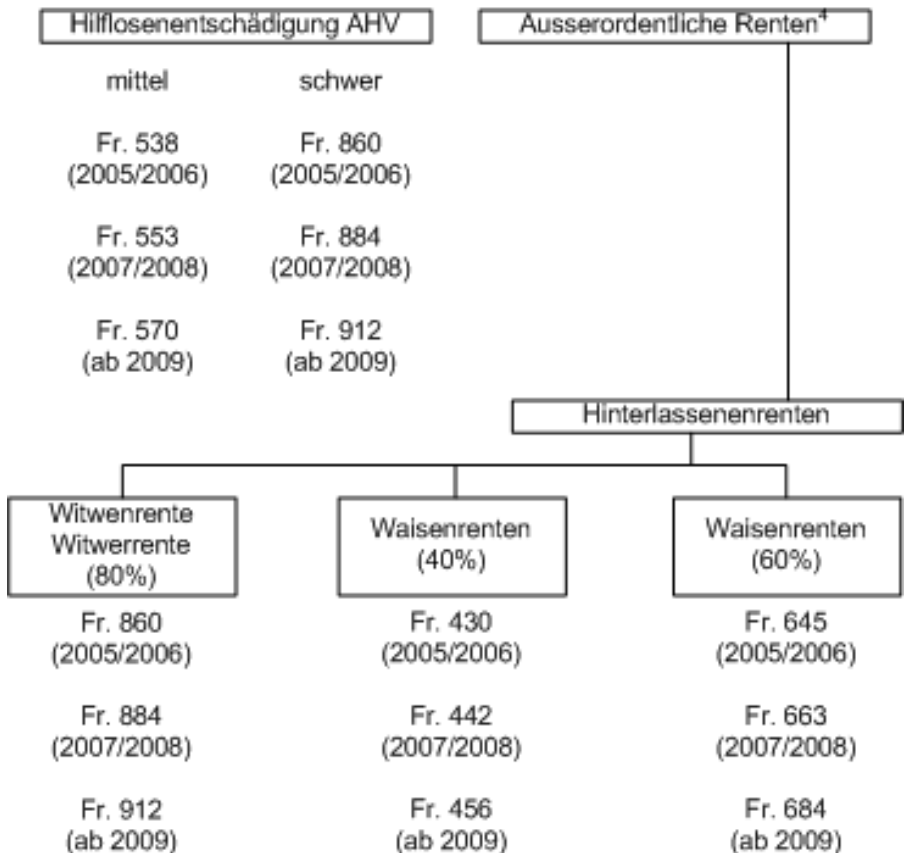 Hilflosenentschädigung AHV
Ausserordentliche Renten⁴
mittel schwer
Fr. 538 Fr. 860
(2005/2006) (2005/2006)
Fr. 553 Fr. 884
(2007/2008) (2007/2008)
Fr. 570 Fr. 912
(ab 2009) (ab 2009)
Hinterlassenenrenten
Witwenrente
Witwerrente
(80%)
Waisenrenten
(40%)
Waisenrenten
(60%)
Fr. 860 Fr. 430 Fr. 645
(2005/2006) (2005/2006) (2005/2006)
Fr. 884 Fr. 442 Fr. 663
(2007/2008) (2007/2008) (2007/2008)
Fr. 912 Fr. 456 Fr. 684
(ab 2009) (ab 2009) (ab 2009)